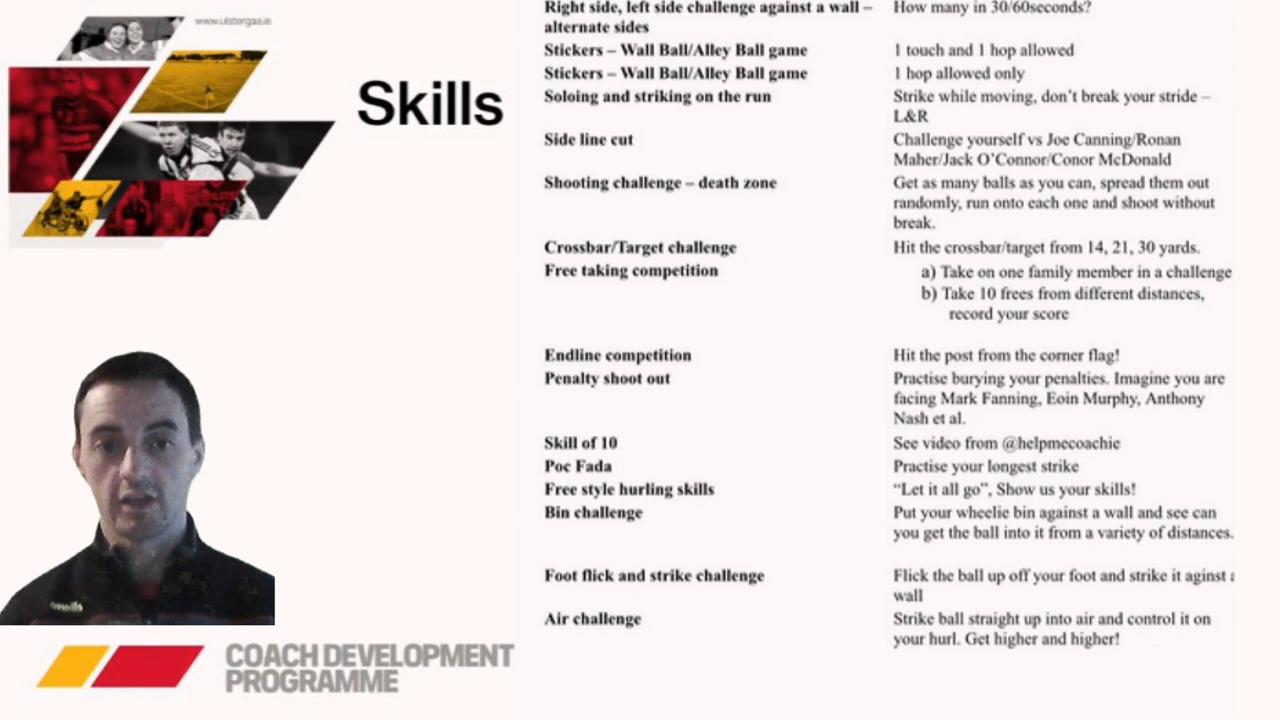 www.ulstergaa.ie
Skills
Right side, left side challenge against a wall – How many in 30/60seconds?
alternate sides
Stickers – Wall Ball/Alley Ball game 1 touch and 1 hop allowed
Stickers – Wall Ball/Alley Ball game 1 hop allowed only
Soloing and striking on the run Strike while moving, don't break your stride –
L&R
Side line cut Challenge yourself vs Joe Canning/Ronan
Maher/Jack O'Connor/Conor McDonald
Shooting challenge – death zone Get as many balls as you can, spread them out
randomly, run onto each one and shoot without
break.
Crossbar/Target challenge Hit the crossbar/target from 14, 21, 30 yards.
Free taking competition a) Take on one family member in a challenge
b) Take 10 frees from different distances,
record your score
Endline competition Hit the post from the corner flag!
Penalty shoot out Practise burying your penalties. Imagine you are
facing Mark Fanning, Eoin Murphy, Anthony
Nash et al.
Skill of 10 See video from @helpmecoachie
Poc Fada Practise your longest strike
Free style hurling skills “Let it all go”, Show us your skills!
Bin challenge Put your wheelie bin against a wall and see can
you get the ball into it from a variety of distances.
Foot flick and strike challenge Flick the ball up off your foot and strike it aginst a
wall
Air challenge Strike ball straight up into air and control it on
your hurl. Get higher and higher!
o'neills
COACH DEVELOPMENT
PROGRAMME